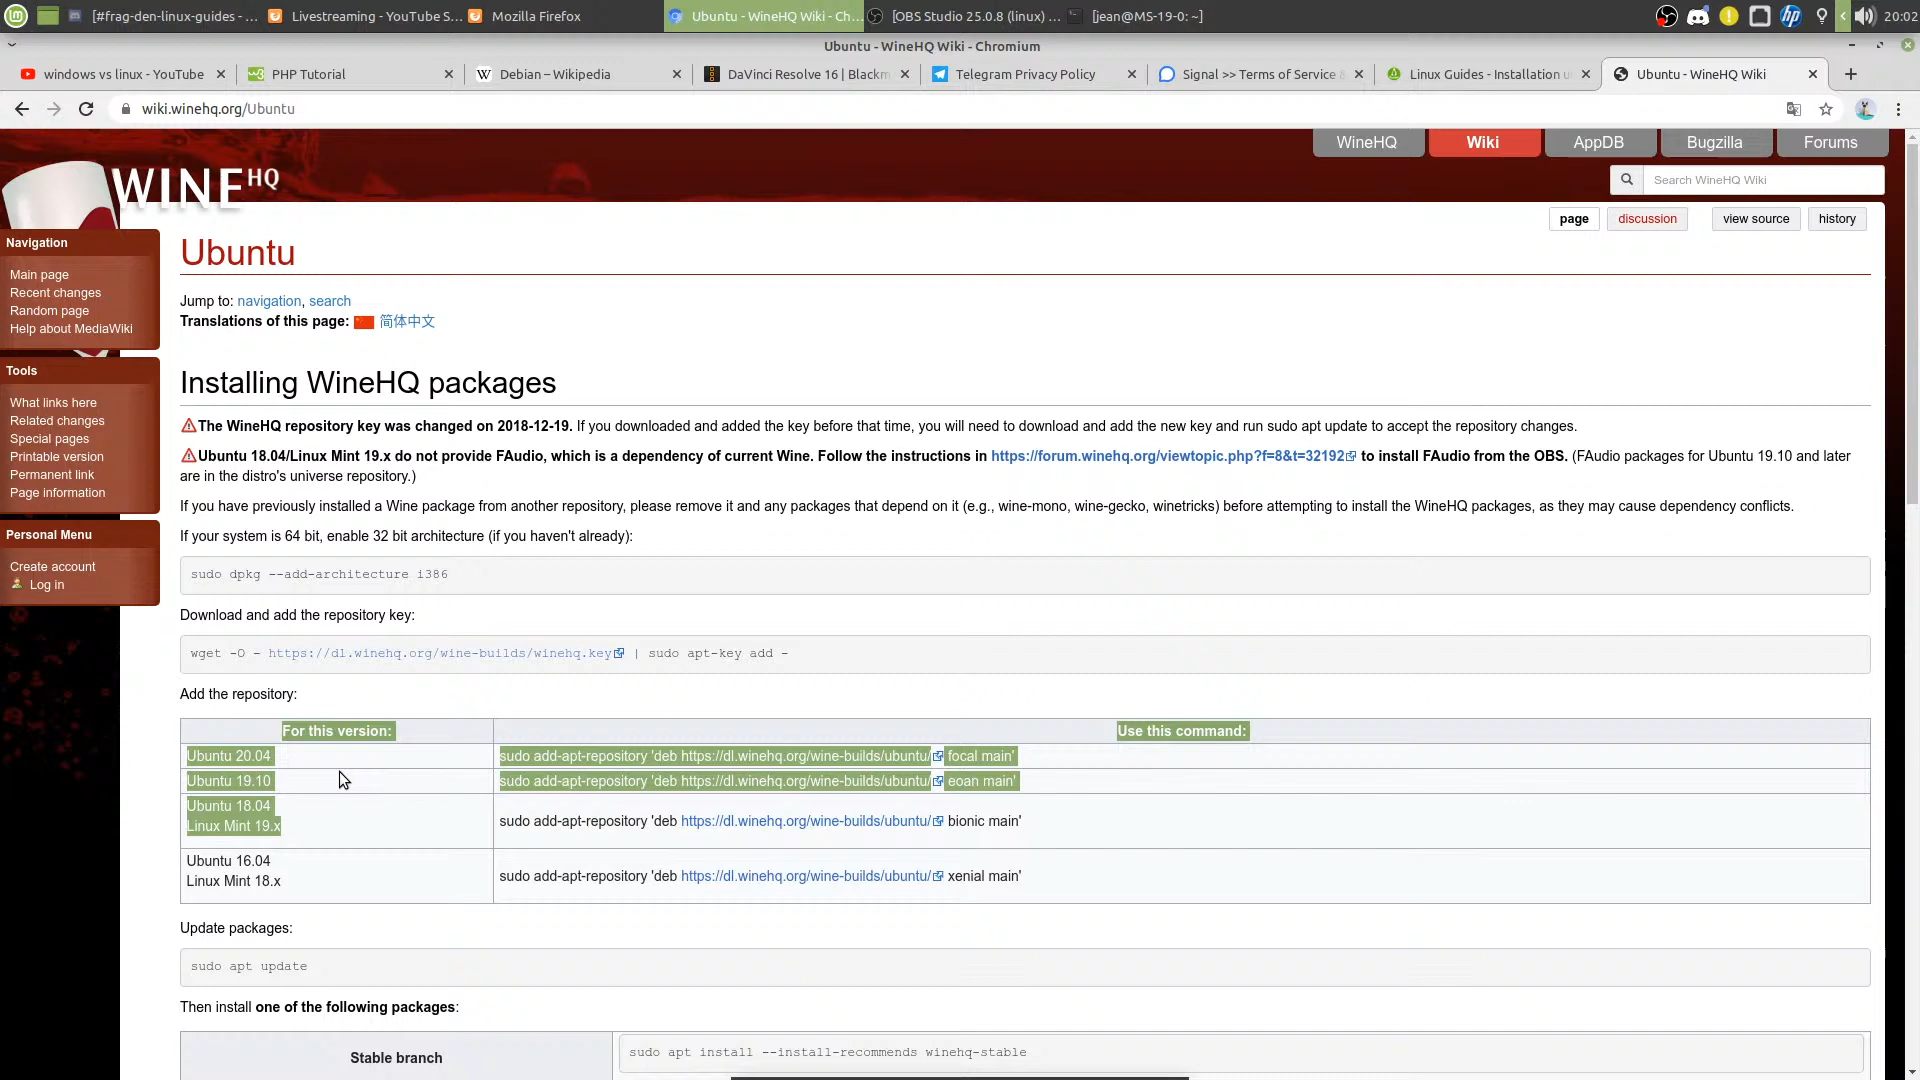 [#frag-den-linux-guides - ...
Livestreaming - YouTube S...
Mozilla Firefox
Ubuntu - WineHQ Wiki - Ch...
[OBS Studio 25.0.8 (linux) ...
[jean@MS-19-0: ~]
20:02
Ubuntu - WineHQ Wiki - Chromium
windows vs linux - YouTube
PHP Tutorial
Debian – Wikipedia
DaVinci Resolve 16 | Blackm
Telegram Privacy Policy
Signal >> Terms of Service &
Linux Guides - Installation u
Ubuntu - WineHQ Wiki
wiki.winehq.org/Ubuntu
WineHQ
Wiki
AppDB
Bugzilla
Forums
WINE HQ
Search WineHQ Wiki
page
discussion
view source
history
Navigation
Main page
Recent changes
Random page
Help about MediaWiki
Tools
What links here
Related changes
Special pages
Printable version
Permanent link
Page information
Personal Menu
Create account
Log in
Ubuntu
Jump to: navigation, search
Translations of this page: 简体中文
Installing WineHQ packages
The WineHQ repository key was changed on 2018-12-19. If you downloaded and added the key before that time, you will need to download and add the new key and run sudo apt update to accept the repository changes.
Ubuntu 18.04/Linux Mint 19.x do not provide FAudio, which is a dependency of current Wine. Follow the instructions in https://forum.winehq.org/viewtopic.php?f=8&t=32192 to install FAudio from the OBS. (FAudio packages for Ubuntu 19.10 and later
are in the distro's universe repository.)
If you have previously installed a Wine package from another repository, please remove it and any packages that depend on it (e.g., wine-mono, wine-gecko, winetricks) before attempting to install the WineHQ packages, as they may cause dependency conflicts.
If your system is 64 bit, enable 32 bit architecture (if you haven't already):
sudo dpkg --add-architecture i386
Download and add the repository key:
wget -O - https://dl.winehq.org/wine-builds/winehq.key | sudo apt-key add -
Add the repository:
For this version:
Use this command:
Ubuntu 20.04
sudo add-apt-repository 'deb https://dl.winehq.org/wine-builds/ubuntu/ focal main'
Ubuntu 19.10
sudo add-apt-repository 'deb https://dl.winehq.org/wine-builds/ubuntu/ eoan main'
Ubuntu 18.04
Linux Mint 19.x
sudo add-apt-repository 'deb https://dl.winehq.org/wine-builds/ubuntu/ bionic main'
Ubuntu 16.04
Linux Mint 18.x
sudo add-apt-repository 'deb https://dl.winehq.org/wine-builds/ubuntu/ xenial main'
Update packages:
sudo apt update
Then install one of the following packages:
Stable branch
sudo apt install --install-recommends winehq-stable